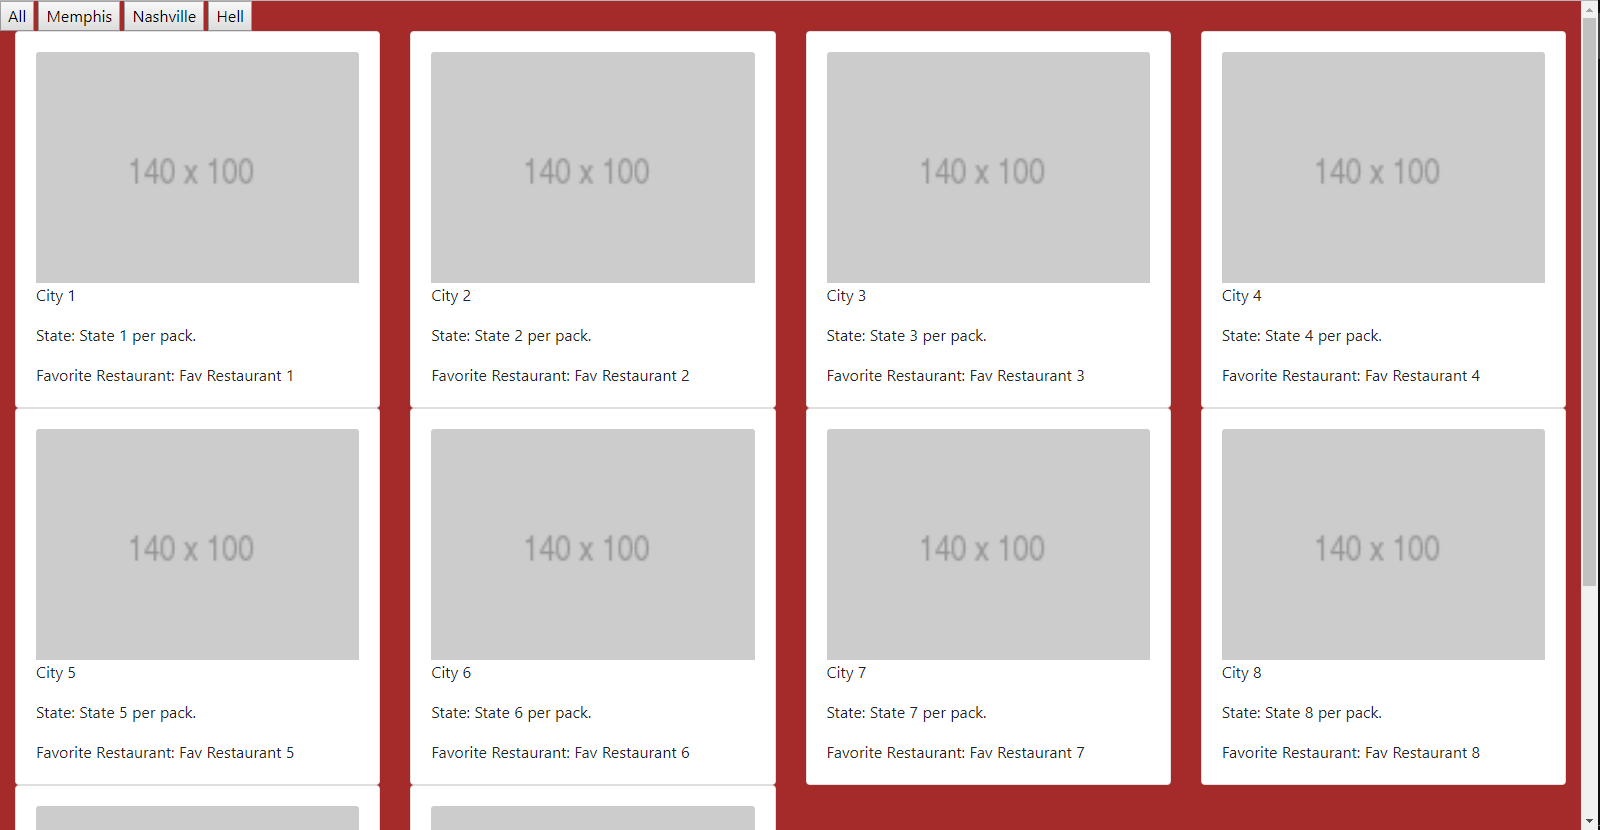 All Memphis Nashville Hell
140 x 100 140 x 100 140 x 100 140 x 100
City 1 City 2 City 3 City 4
State: State 1 per pack. State: State 2 per pack. State: State 3 per pack. State: State 4 per pack.
Favorite Restaurant: Fav Restaurant 1 Favorite Restaurant: Fav Restaurant 2 Favorite Restaurant: Fav Restaurant 3 Favorite Restaurant: Fav Restaurant 4
140 x 100 140 x 100 140 x 100 140 x 100
City 5 City 6 City 7 City 8
State: State 5 per pack. State: State 6 per pack. State: State 7 per pack. State: State 8 per pack.
Favorite Restaurant: Fav Restaurant 5 Favorite Restaurant: Fav Restaurant 6 Favorite Restaurant: Fav Restaurant 7 Favorite Restaurant: Fav Restaurant 8